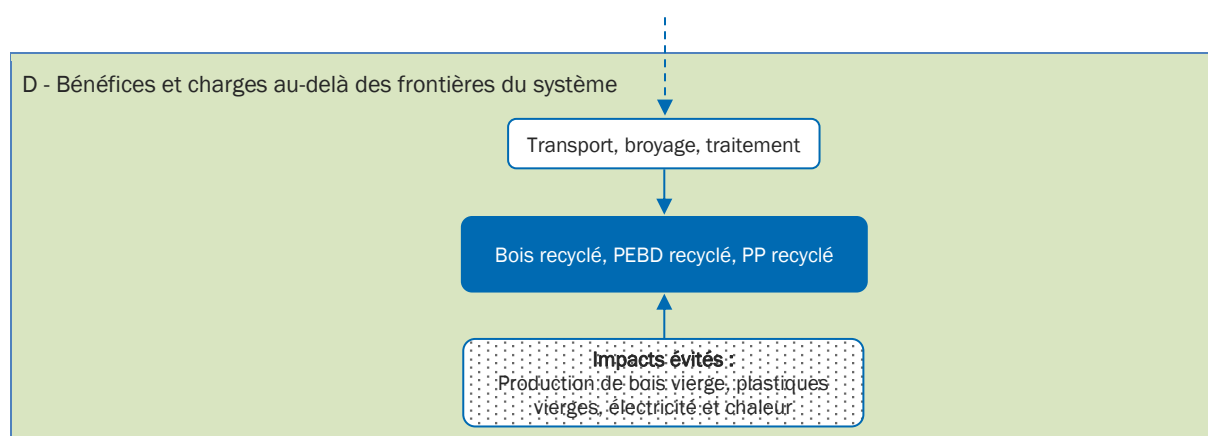 D - Bénéfices et charges au-delà des frontières du système
Transport, broyage, traitement
Bois recyclé, PEBD recyclé, PP recyclé
Impacts évités :
Production de bois vierge, plastiques
vierges, électricité et chaleur